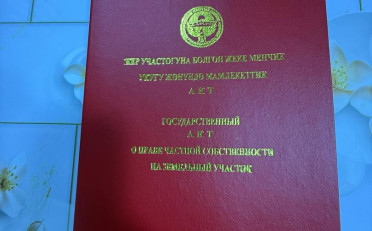 ЖЕР УЧАСТОГУНА БОЛГОН ЖЕКЕ МЕНЧИК
УКУГУ ЖӨНҮНДӨ МАМЛЕКЕТТИК
А К Т
ГОСУДАРСТВЕННЫЙ
А К Т
О ПРАВЕ ЧАСТНОЙ СОБСТВЕННОСТИ
НА ЗЕМЕЛЬНЫЙ УЧАСТОК